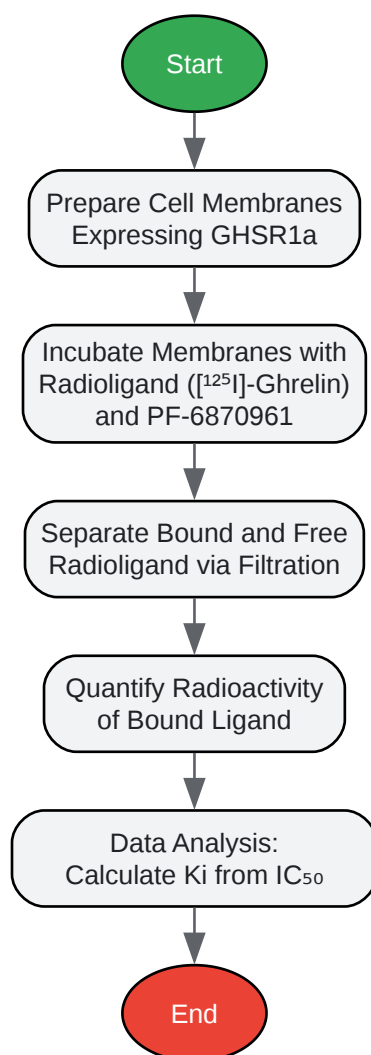 Start
Prepare Cell Membranes
Expressing GHSR1a
Incubate Membranes with
Radioligand ([¹²⁵I]-Ghrelin)
and PF-6870961
Separate Bound and Free
Radioligand via Filtration
Quantify Radioactivity
of Bound Ligand
Data Analysis:
Calculate Ki from IC₅₀
End